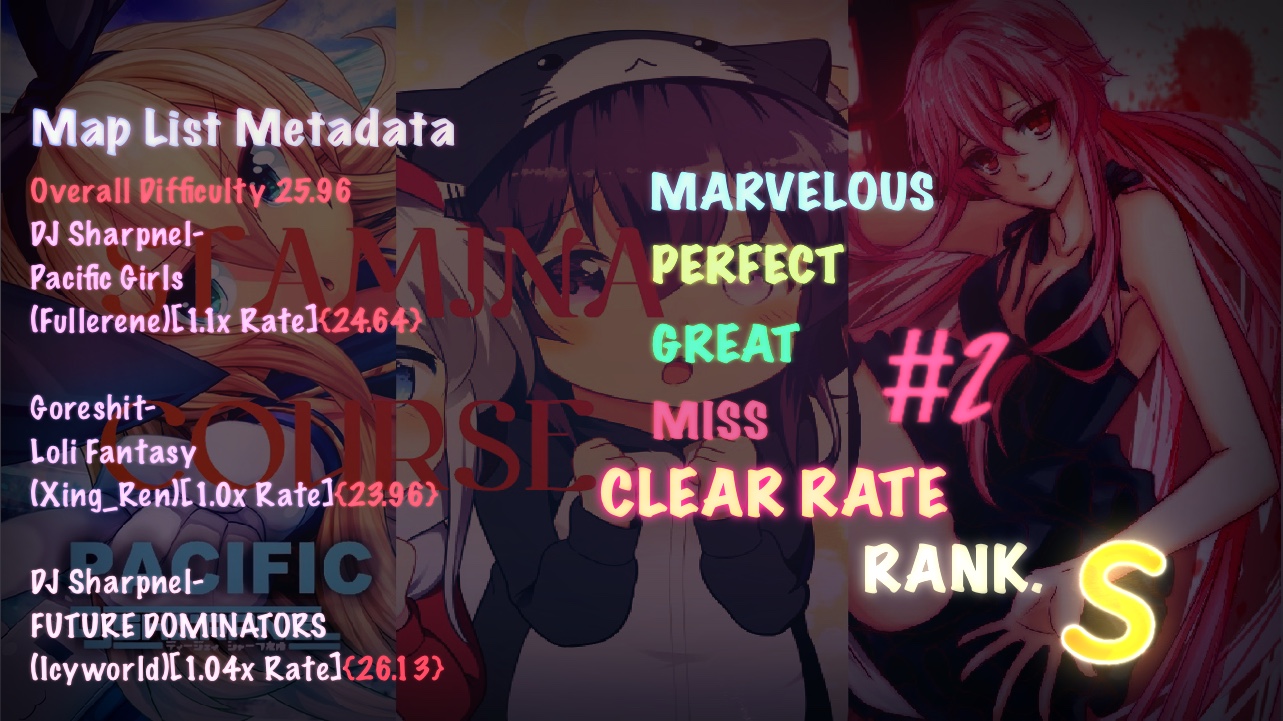 Map List Metadata
Overall Difficulty 25.96
DJ Sharpnel-
Pacific Girls
(Fullerene)[1.1x Rate]{24.64}
Goreshit-
Loli Fantasy
(Xing_Ren)[1.0x Rate]{23.96}
DJ Sharpnel-
FUTURE DOMINATORS
(Icyworld)[1.04x Rate]{26.13}
STAMINA
COURSE
#2
PACIFIC
MARVELOUS
PERFECT
GREAT
MISS
CLEAR RATE
RANK. S